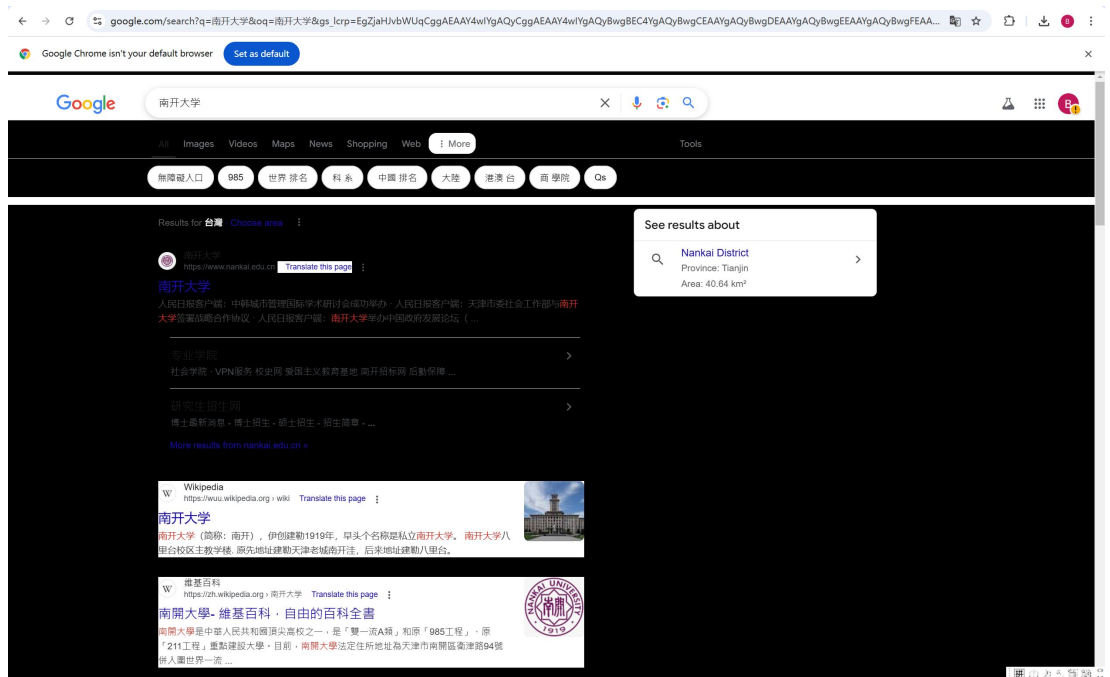 google.com/search?q=南开大学&oq=南开大学&gs_lcrp=EgZjaHJvbWUqCggAEAAY4wIYgAQyCggAEAAY4wIYgAQyBwgBEC4YgAQyBwgCEAAYgAQyBwgDEAAYgAQyBwgEEAAYgAQyBwgFEAA...
B
Google Chrome isn't your default browser
Set as default
Google
南开大学
B
All Images Videos Maps News Shopping Web More Tools
無障礙入口 985 世界 排名 科 系 中國 排名 大陸 港澳 台 商 學院 Qs
Results for 台灣 · Choose area
See results about
Nankai District
Province: Tianjin
Area: 40.64 km²
南开大学
https://www.nankai.edu.cn Translate this page
南开大学
人民日报客户端：中韩城市管理国际学术研讨会成功举办 · 人民日报客户端：天津市委社会工作部与南开
大学签署战略合作协议 · 人民日报客户端：南开大学举办中国政府发展论坛（ ...
专业学院
社会学院 · VPN服务 校史网 爱国主义教育基地 南开招标网 后勤保障 ...
研究生招生网
博士最新消息 - 博士招生 - 硕士招生 - 招生简章 - ...
More results from nankai.edu.cn »
W
Wikipedia
https://wuu.wikipedia.org › wiki Translate this page
南开大学
南开大学（简称：南开），伊创建勒1919年，早头个名称是私立南开大学。 南开大学八
里台校区主教学楼. 原先地址建勒天津老城南开洼，后来地址建勒八里台。
W
維基百科
https://zh.wikipedia.org › 南开大学 Translate this page
南開大學- 維基百科，自由的百科全書
南開大學是中華人民共和國頂尖高校之一，是「雙一流A類」和原「985工程」、原
「211工程」重點建設大學。目前，南開大學法定住所地址為天津市南開區衛津路94號
併入圍世界一流 ...
NANKAI UNIVERSITY
南開
1919
拼